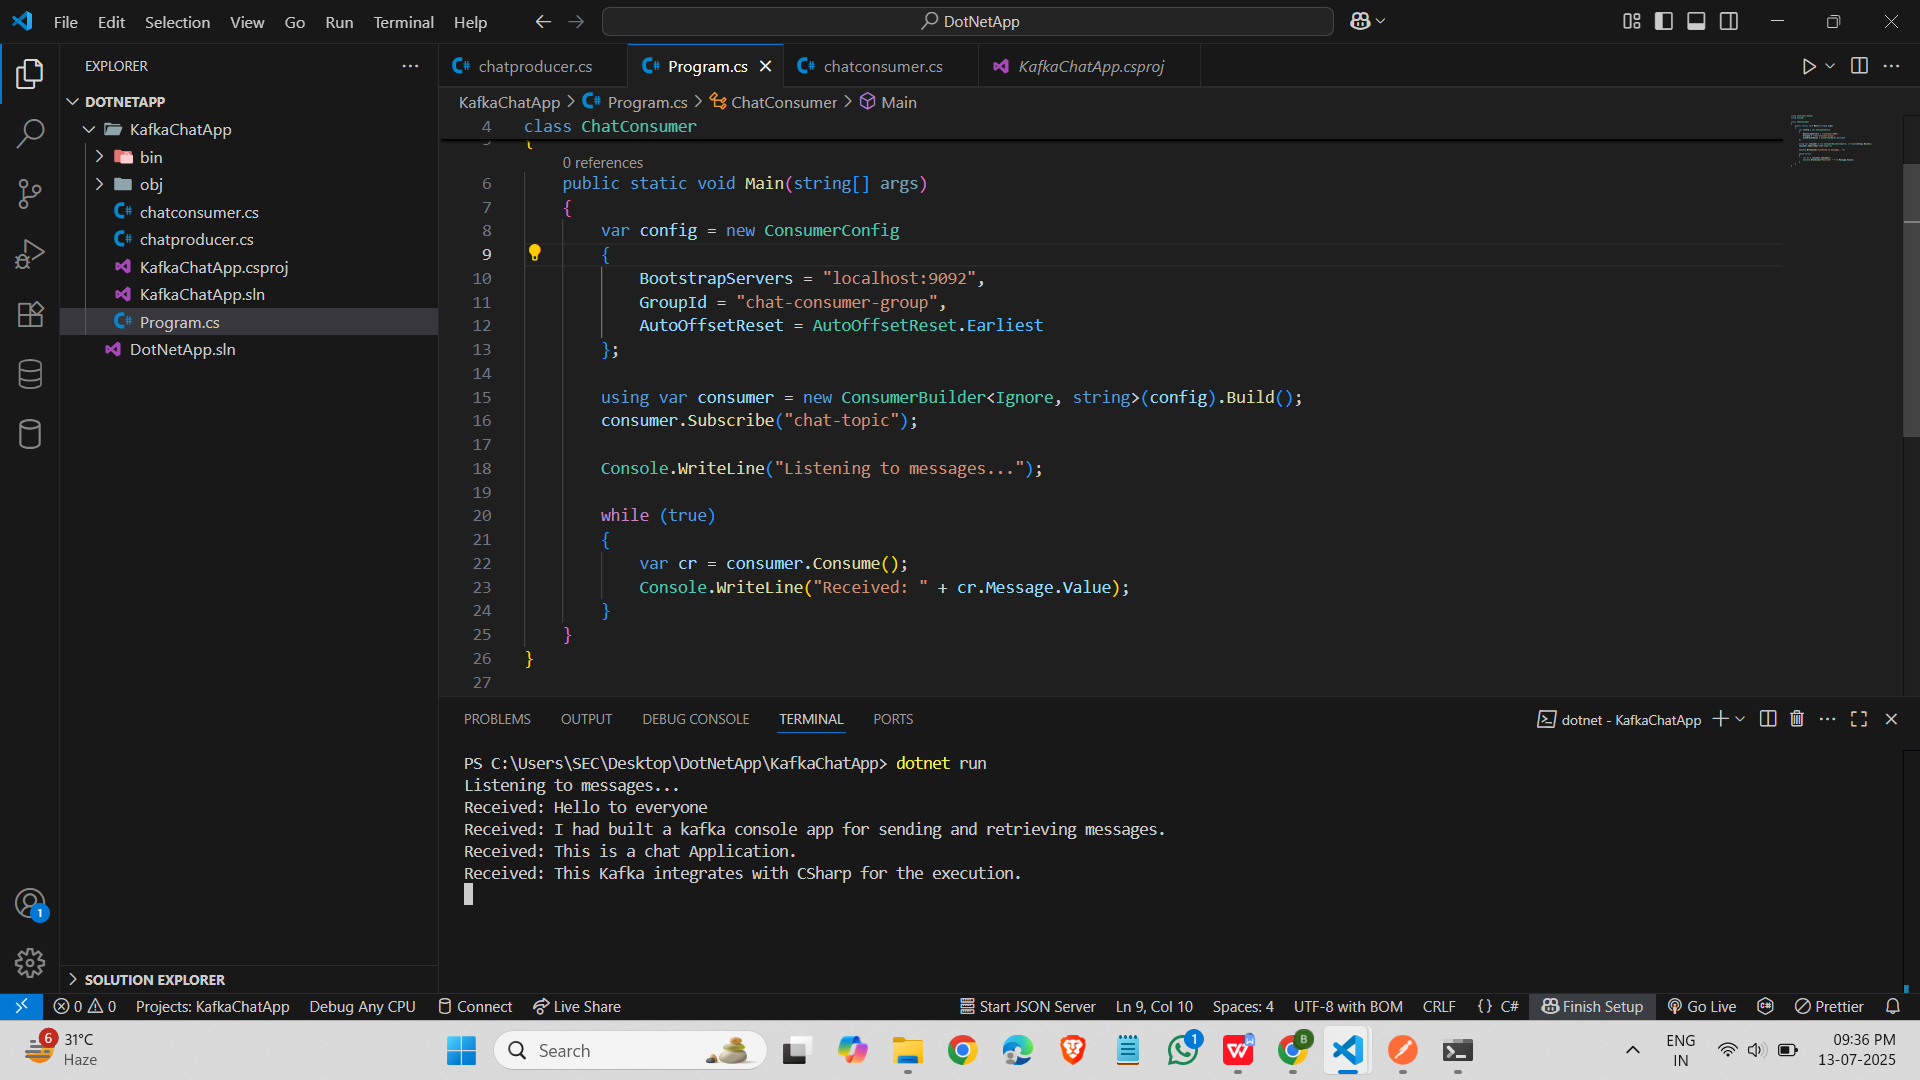 File Edit Selection View Go Run Terminal Help
DotNetApp
EXPLORER
DOTNETAPP
KafkaChatApp
bin
obj
chatconsumer.cs
chatproducer.cs
KafkaChatApp.csproj
KafkaChatApp.sln
Program.cs
DotNetApp.sln
SOLUTION EXPLORER
chatproducer.cs Program.cs chatconsumer.cs KafkaChatApp.csproj
KafkaChatApp > Program.cs > ChatConsumer > Main
4 class ChatConsumer
{
0 references
6 public static void Main(string[] args)
7 {
8 var config = new ConsumerConfig
9 {
10 BootstrapServers = "localhost:9092",
11 GroupId = "chat-consumer-group",
12 AutoOffsetReset = AutoOffsetReset.Earliest
13 };
14
15 using var consumer = new ConsumerBuilder<Ignore, string>(config).Build();
16 consumer.Subscribe("chat-topic");
17
18 Console.WriteLine("Listening to messages...");
19
20 while (true)
21 {
22 var cr = consumer.Consume();
23 Console.WriteLine("Received: " + cr.Message.Value);
24 }
25 }
26 }
27
PROBLEMS OUTPUT DEBUG CONSOLE TERMINAL PORTS
dotnet - KafkaChatApp
PS C:\Users\SEC\Desktop\DotNetApp\KafkaChatApp> dotnet run
Listening to messages...
Received: Hello to everyone
Received: I had built a kafka console app for sending and retrieving messages.
Received: This is a chat Application.
Received: This Kafka integrates with CSharp for the execution.
1
0 0 Projects: KafkaChatApp Debug Any CPU Connect Live Share
Start JSON Server Ln 9, Col 10 Spaces: 4 UTF-8 with BOM CRLF {} C# Finish Setup Go Live Prettier
6
31°C
Haze
Search
1
B
ENG
IN
09:36 PM
13-07-2025